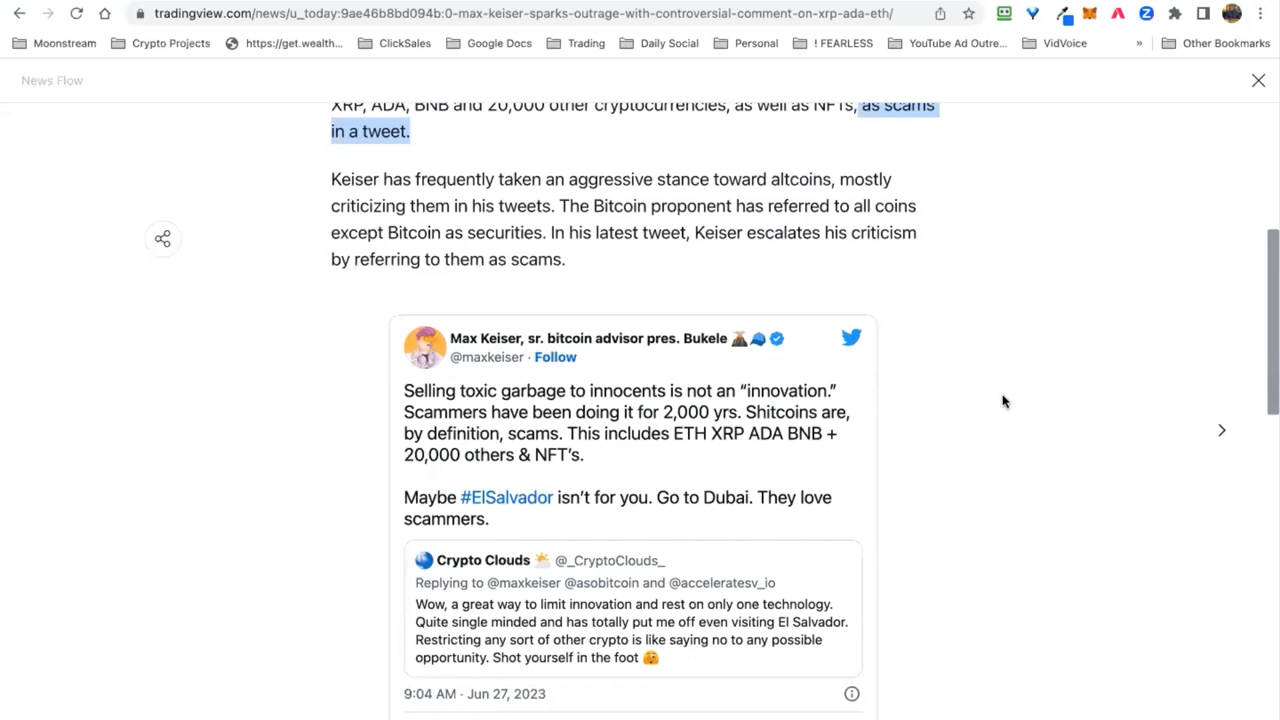 tradingview.com/news/u_today:9ae46b8bd094b:0-max-keiser-sparks-outrage-with-controversial-comment-on-xrp-ada-eth/
Moonstream Crypto Projects https://get.wealth... ClickSales Google Docs Trading Daily Social Personal ! FEARLESS YouTube Ad Outre... VidVoice » Other Bookmarks
News Flow
XRP, ADA, BNB and 20,000 other cryptocurrencies, as well as NFTs, as scams
in a tweet.
Keiser has frequently taken an aggressive stance toward altcoins, mostly
criticizing them in his tweets. The Bitcoin proponent has referred to all coins
except Bitcoin as securities. In his latest tweet, Keiser escalates his criticism
by referring to them as scams.
Max Keiser, sr. bitcoin advisor pres. Bukele
@maxkeiser · Follow
Selling toxic garbage to innocents is not an “innovation.”
Scammers have been doing it for 2,000 yrs. Shitcoins are,
by definition, scams. This includes ETH XRP ADA BNB +
20,000 others & NFT’s.
Maybe #ElSalvador isn’t for you. Go to Dubai. They love
scammers.
Crypto Clouds @_CryptoClouds_
Replying to @maxkeiser @asobitcoin and @acceleratesv_io
Wow, a great way to limit innovation and rest on only one technology.
Quite single minded and has totally put me off even visiting El Salvador.
Restricting any sort of other crypto is like saying no to any possible
opportunity. Shot yourself in the foot
9:04 AM · Jun 27, 2023